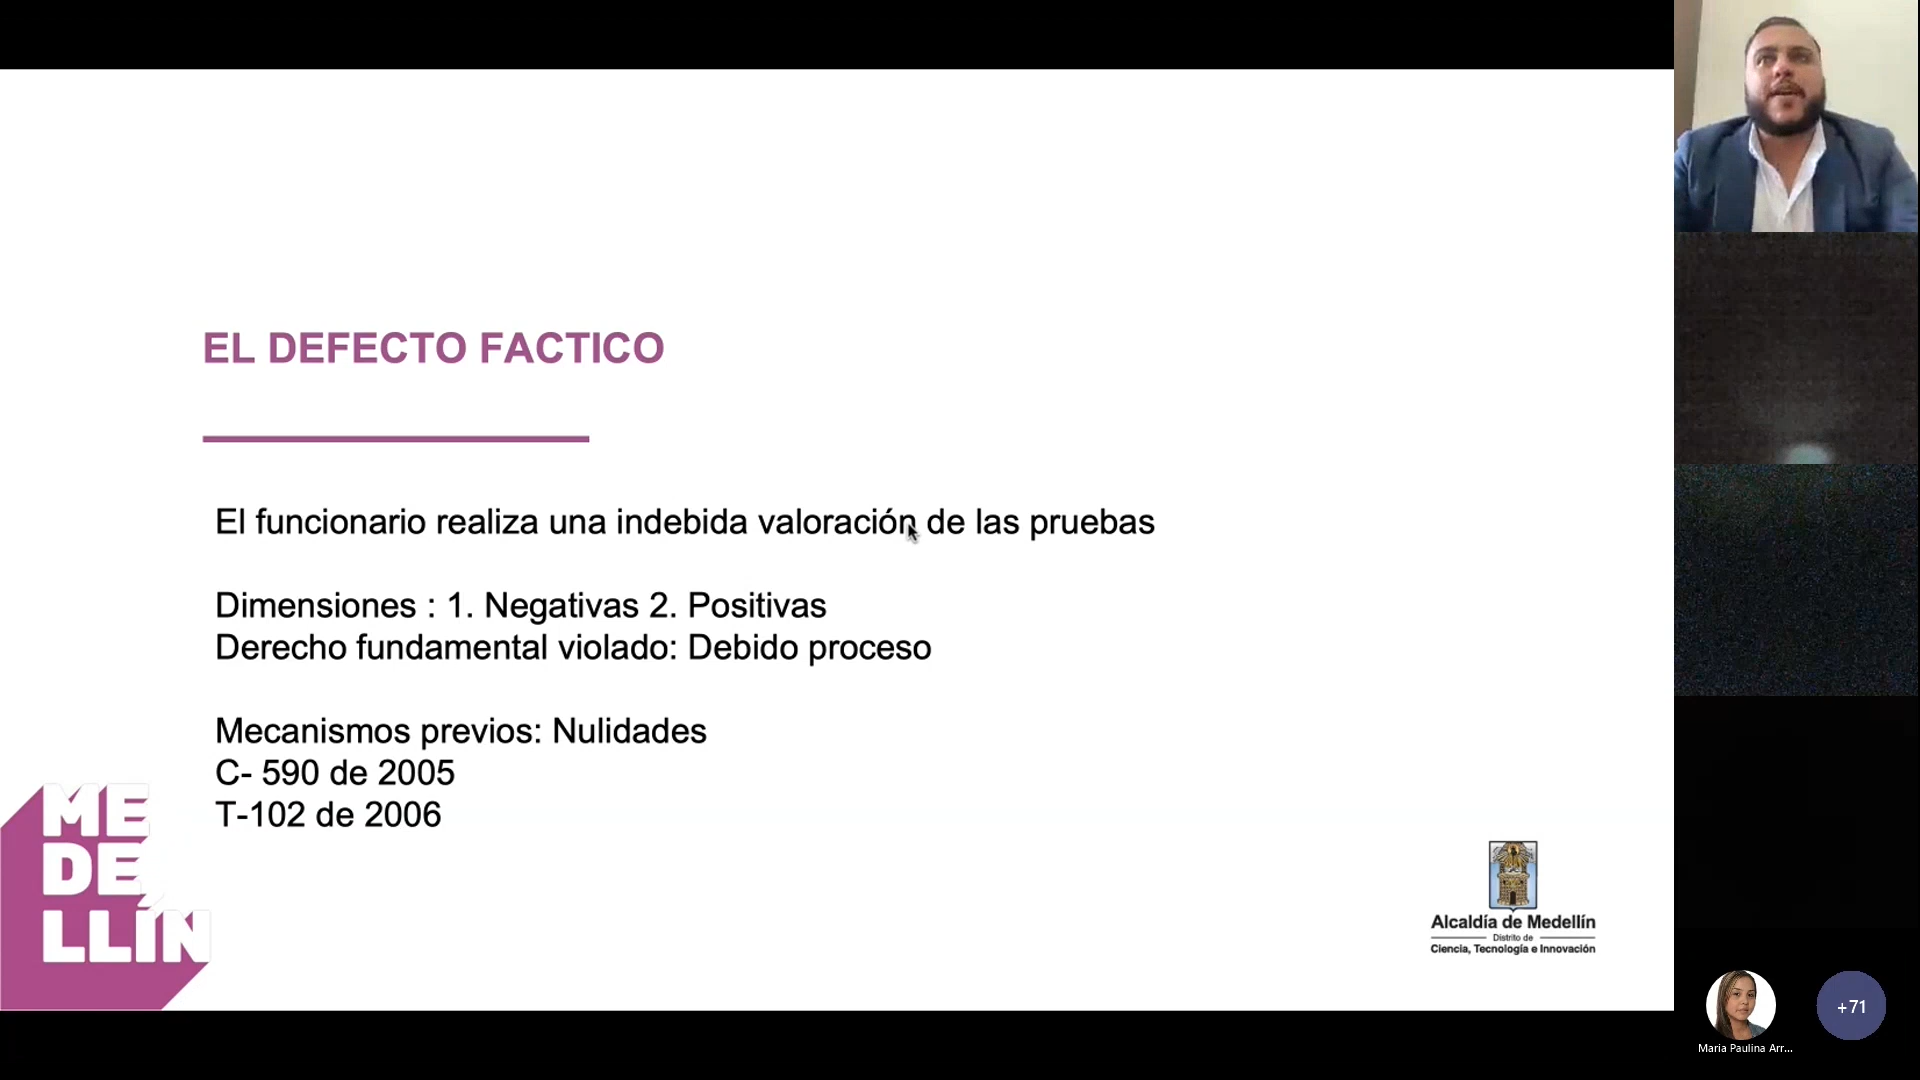 EL DEFECTO FACTICO
El funcionario realiza una indebida valoración de las pruebas
Dimensiones : 1. Negativas 2. Positivas
Derecho fundamental violado: Debido proceso
Mecanismos previos: Nulidades
C- 590 de 2005
T-102 de 2006
ME
DE
LLÍN
Alcaldía de Medellín
Distrito de
Ciencia, Tecnología e Innovación
Maria Paulina Arr...
+71